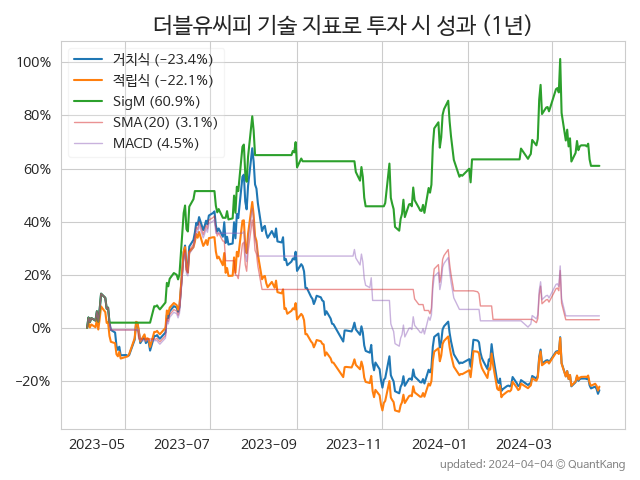 더블유씨피 기술 지표로 투자 시 성과 (1년)
100%
80%
60%
40%
20%
0%
−20%
거치식 (−23.4%)
적립식 (−22.1%)
SigM (60.9%)
SMA(20) (3.1%)
MACD (4.5%)
2023−05 2023−07 2023−09 2023−11 2024−01 2024−03
updated: 2024−04−04 © QuantKang